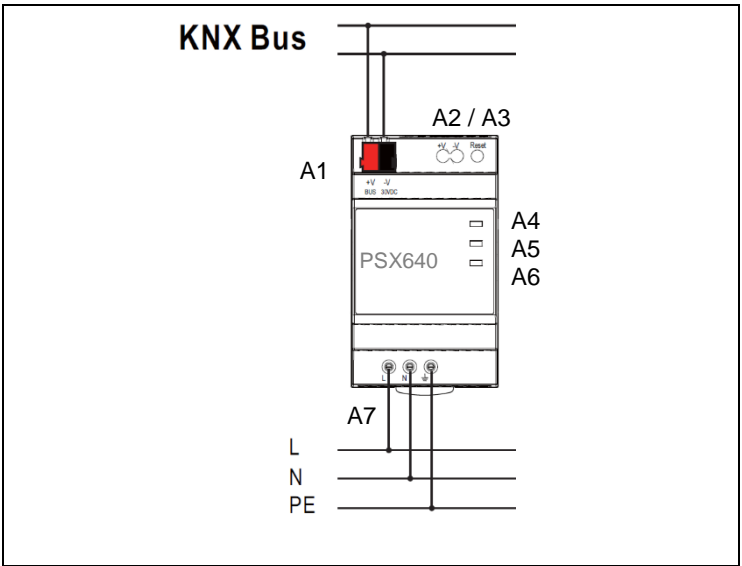 KNX Bus
A2 / A3
+V -V Reset
A1
+V -V
BUS 30VDC
A4
PSX640
A5
A6
L N
A7
L
N
PE